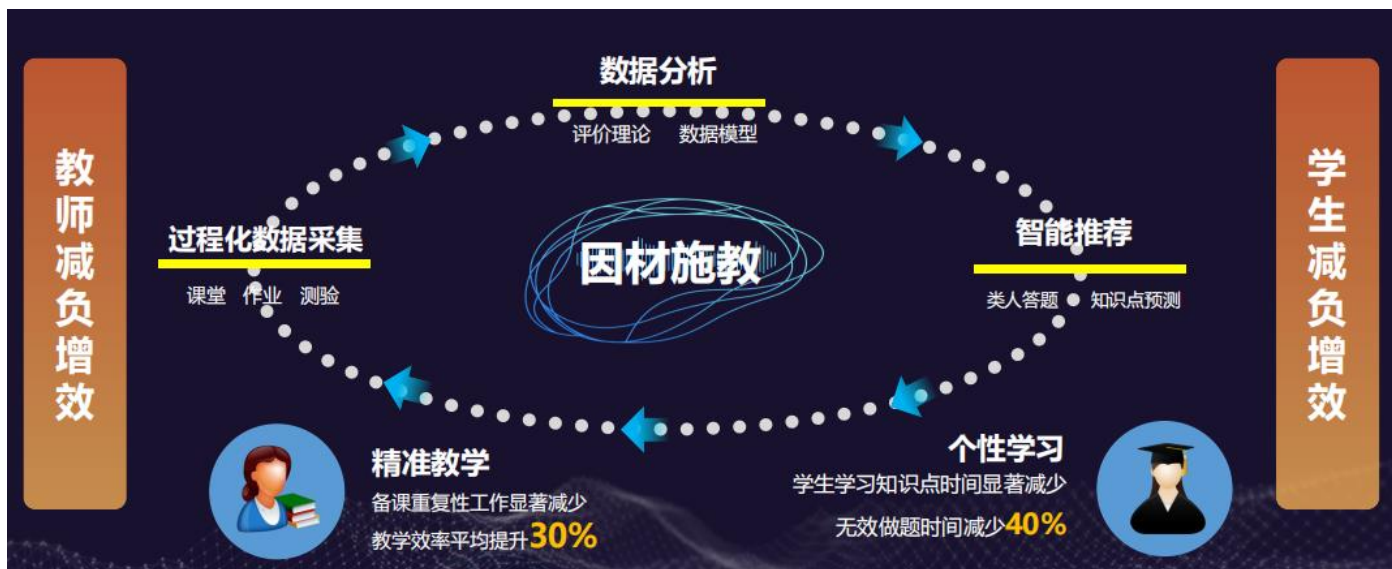 教师减负增效
数据分析
评价理论 数据模型
过程化数据采集
课堂 作业 测验
因材施教
智能推荐
类人答题 知识点预测
精准教学
备课重复性工作显著减少
教学效率平均提升30%
个性学习
学生学习知识点时间显著减少
无效做题时间减少40%
学生减负增效